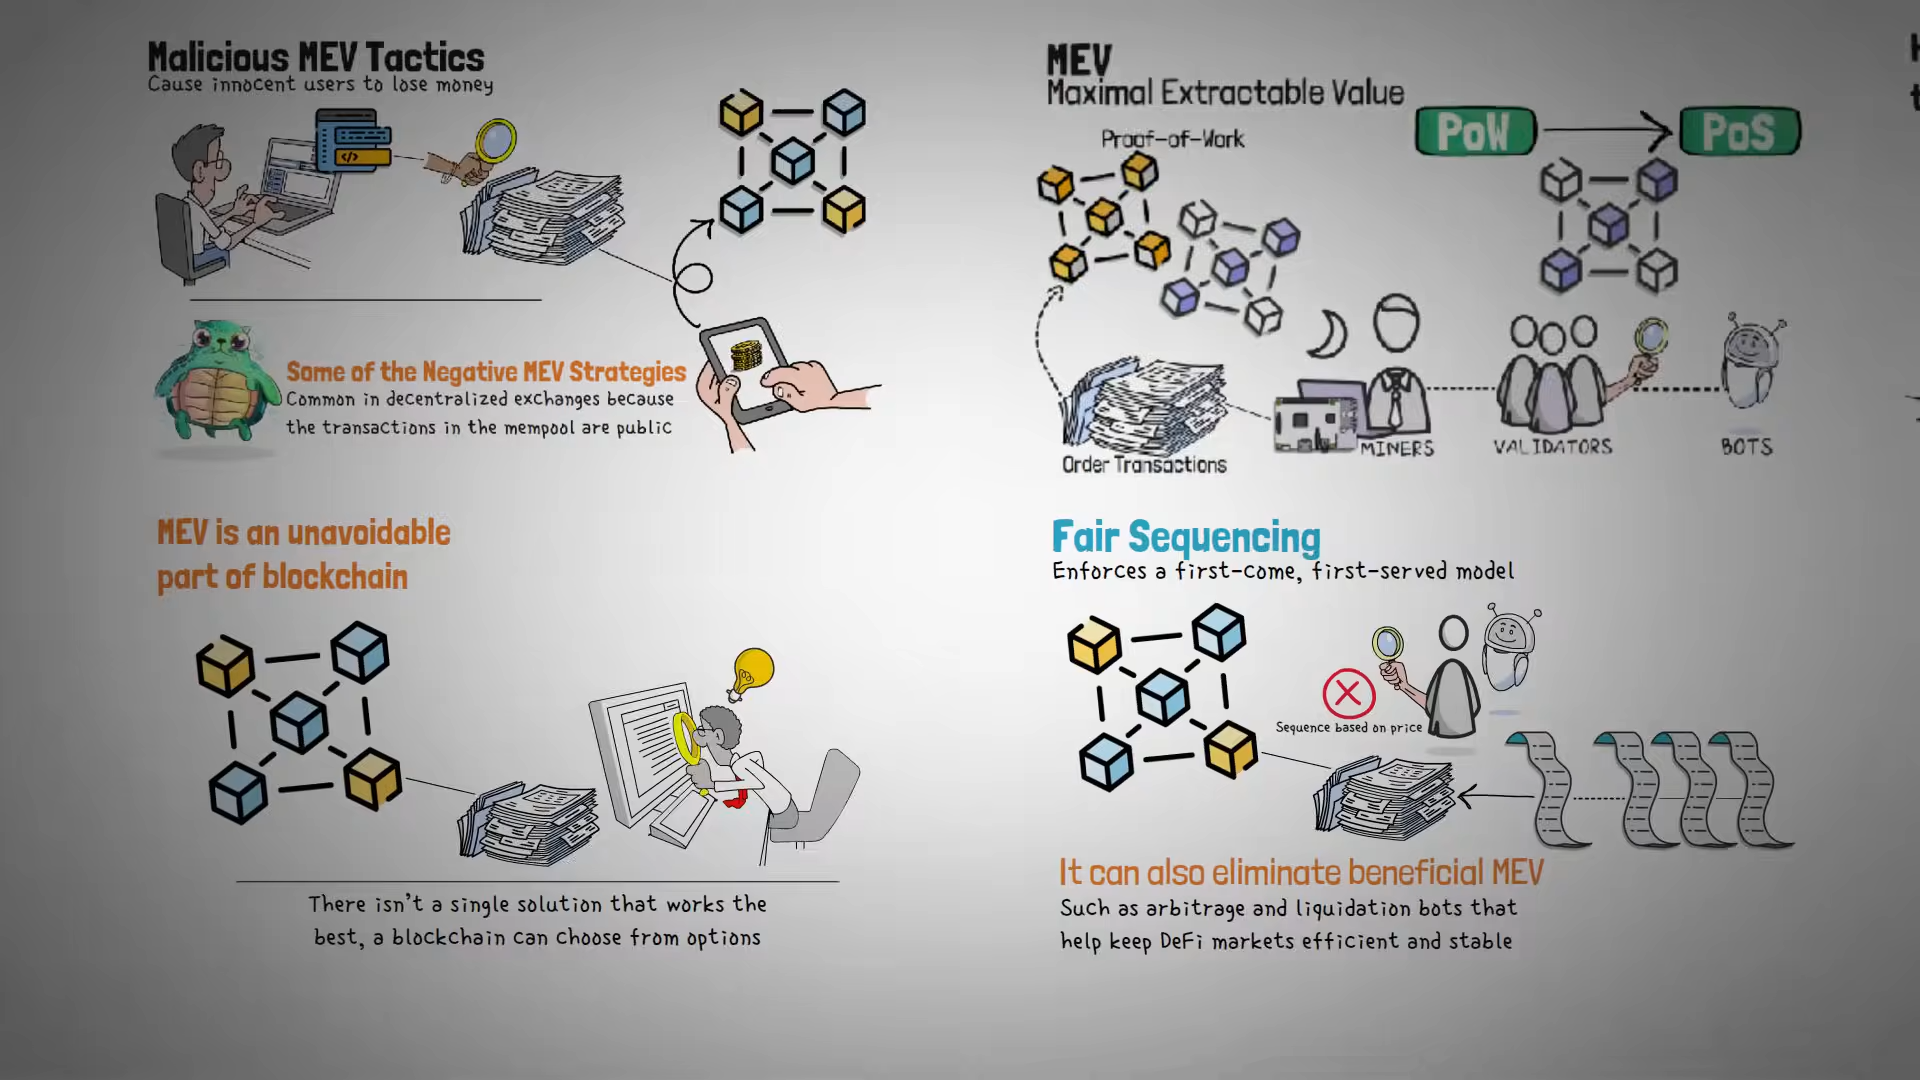 Malicious MEV Tactics
Cause innocent users to lose money
Some of the Negative MEV Strategies
Common in decentralized exchanges because
the transactions in the mempool are public
MEV
Maximal Extractable Value
Proof-of-Work
PoW
PoS
MINERS
VALIDATORS
BOTS
Order Transactions
MEV is an unavoidable
part of blockchain
There isn't a single solution that works the
best, a blockchain can choose from options
Fair Sequencing
Enforces a first-come, first-served model
Sequence based on price
It can also eliminate beneficial MEV
Such as arbitrage and liquidation bots that
help keep DeFi markets efficient and stable